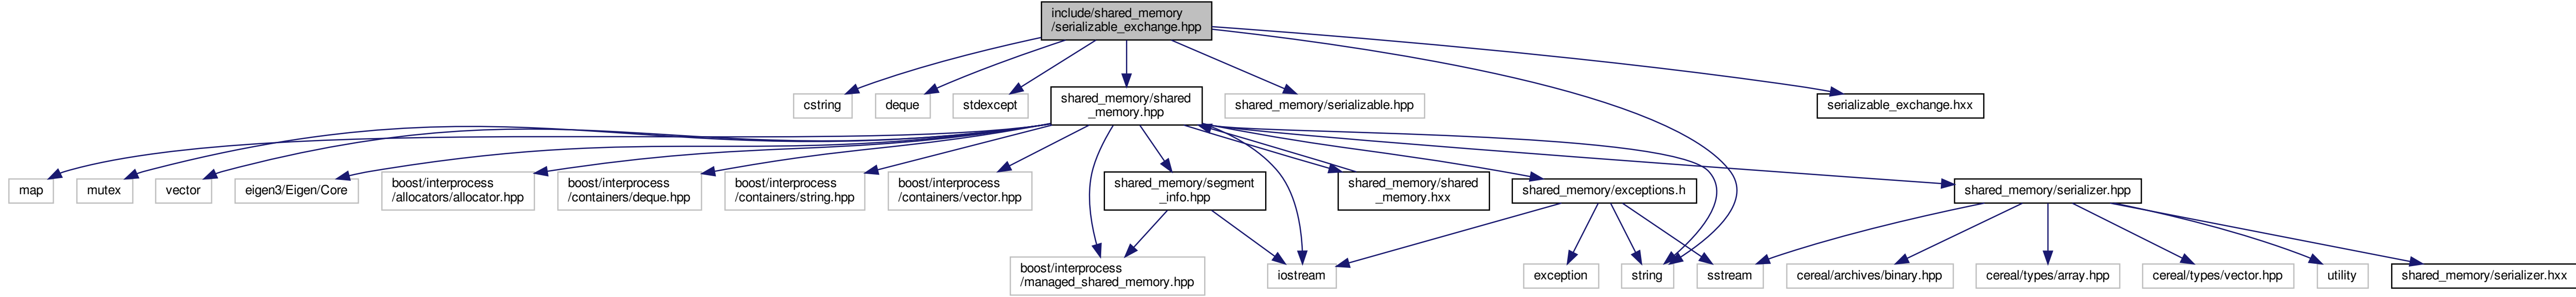 include/shared_memory
/serializable_exchange.hpp
cstring
deque
stdexcept
shared_memory/shared
_memory.hpp
shared_memory/serializable.hpp
serializable_exchange.hxx
map
mutex
vector
eigen3/Eigen/Core
boost/interprocess
/allocators/allocator.hpp
boost/interprocess
/containers/deque.hpp
boost/interprocess
/containers/string.hpp
boost/interprocess
/containers/vector.hpp
shared_memory/segment
_info.hpp
shared_memory/shared
_memory.hxx
shared_memory/exceptions.h
shared_memory/serializer.hpp
boost/interprocess
/managed_shared_memory.hpp
iostream
exception
string
sstream
cereal/archives/binary.hpp
cereal/types/array.hpp
cereal/types/vector.hpp
utility
shared_memory/serializer.hxx